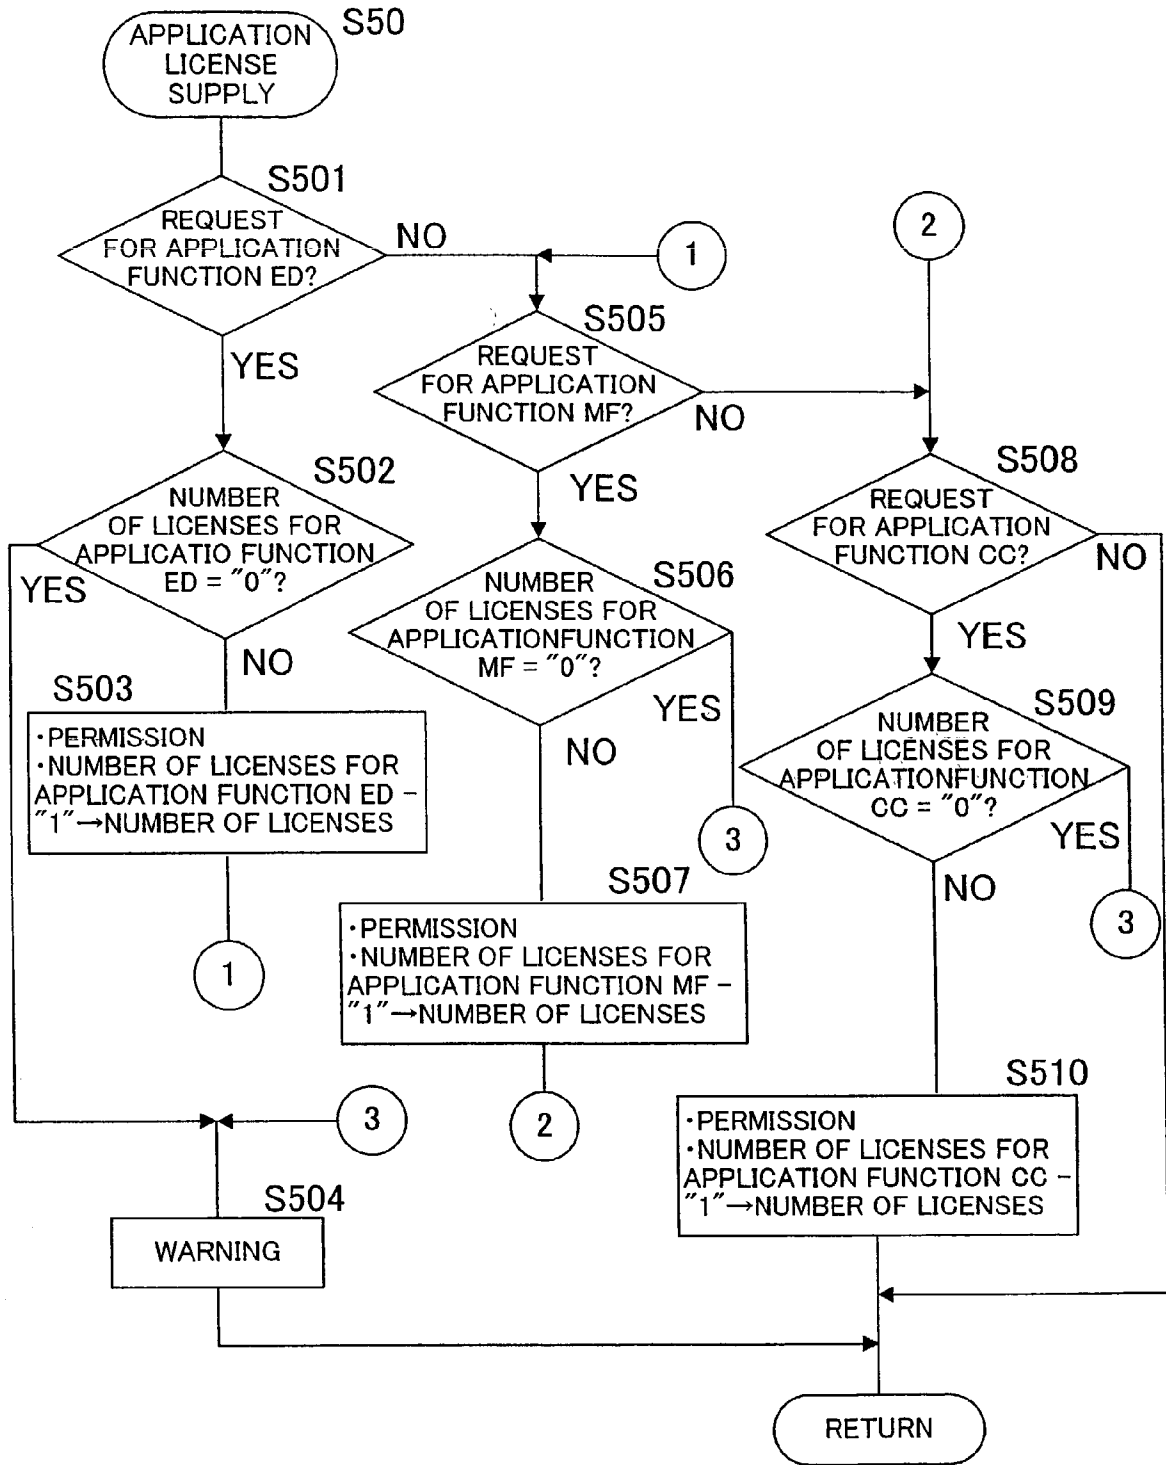 S50
APPLICATION
LICENSE
SUPPLY
S501
REQUEST
FOR APPLICATION
FUNCTION ED?
NO
YES
1
2
S505
REQUEST
FOR APPLICATION
FUNCTION MF?
NO
YES
S502
NUMBER
OF LICENSES FOR
APPLICATIO FUNCTION
ED = "0"?
YES
NO
S508
REQUEST
FOR APPLICATION
FUNCTION CC?
NO
YES
S506
NUMBER
OF LICENSES FOR
APPLICATIONFUNCTION
MF = "0"?
YES
NO
3
S503
・PERMISSION
・NUMBER OF LICENSES FOR
APPLICATION FUNCTION ED −
"1"→NUMBER OF LICENSES
1
S509
NUMBER
OF LICENSES FOR
APPLICATIONFUNCTION
CC = "0"?
YES
NO
3
S507
・PERMISSION
・NUMBER OF LICENSES FOR
APPLICATION FUNCTION MF −
"1"→NUMBER OF LICENSES
2
3
S510
・PERMISSION
・NUMBER OF LICENSES FOR
APPLICATION FUNCTION CC −
"1"→NUMBER OF LICENSES
S504
WARNING
RETURN